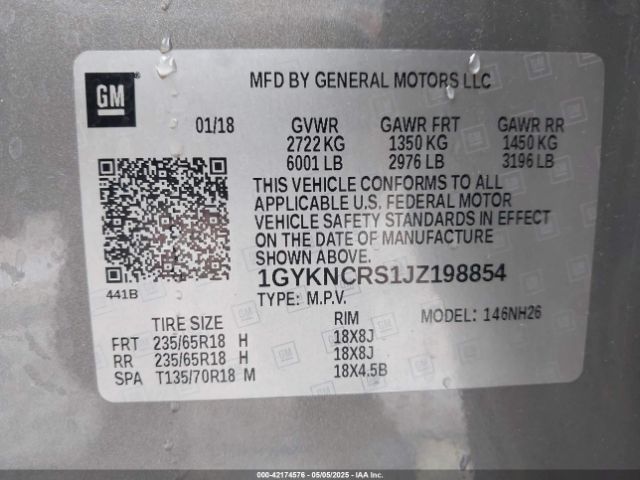 GM
MFD BY GENERAL MOTORS LLC
01/18 GVWR GAWR FRT GAWR RR
2722 KG 1350 KG 1450 KG
6001 LB 2976 LB 3196 LB
THIS VEHICLE CONFORMS TO ALL
APPLICABLE U.S. FEDERAL MOTOR
VEHICLE SAFETY STANDARDS IN EFFECT
ON THE DATE OF MANUFACTURE
SHOWN ABOVE.
1GYKNCRS1JZ198854
441B
TYPE: M.P.V.
MODEL: 146NH26
TIRE SIZE RIM
FRT 235/65R18 H 18X8J
RR 235/65R18 H 18X8J
SPA T135/70R18 M 18X4.5B
000-42174576 - 05/05/2025 - IAA Inc.